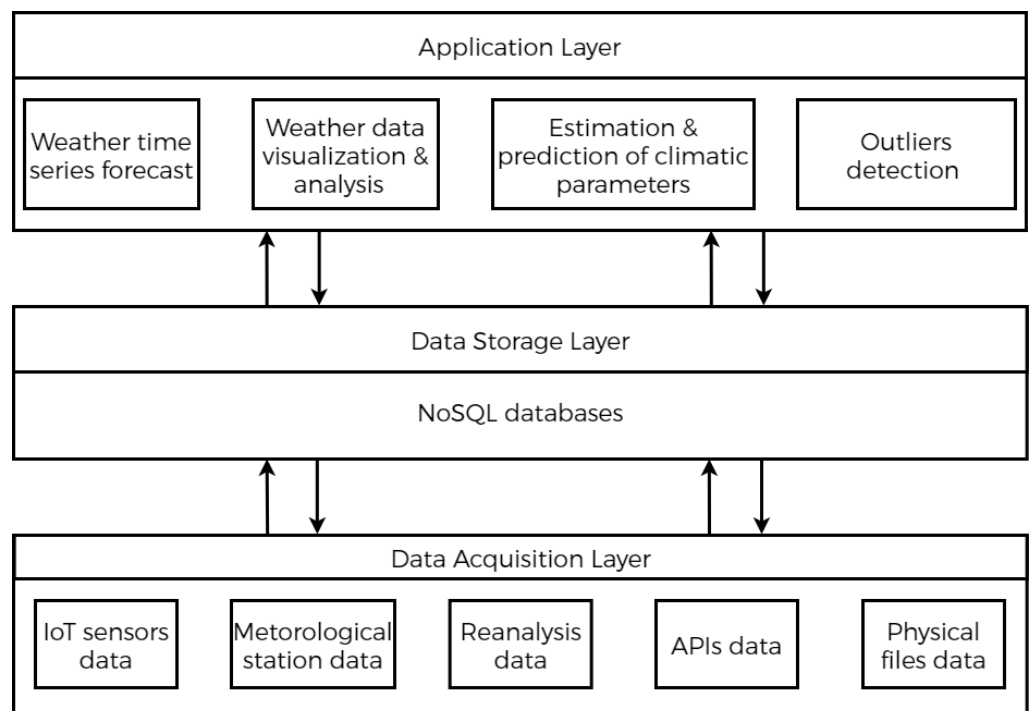 Application Layer
Weather time
series forecast
Weather data
visualization &
analysis
Estimation &
prediction of climatic
parameters
Outliers
detection
Data Storage Layer
NoSQL databases
Data Acquisition Layer
IoT sensors
data
Metorological
station data
Reanalysis
data
APIs data
Physical
files data